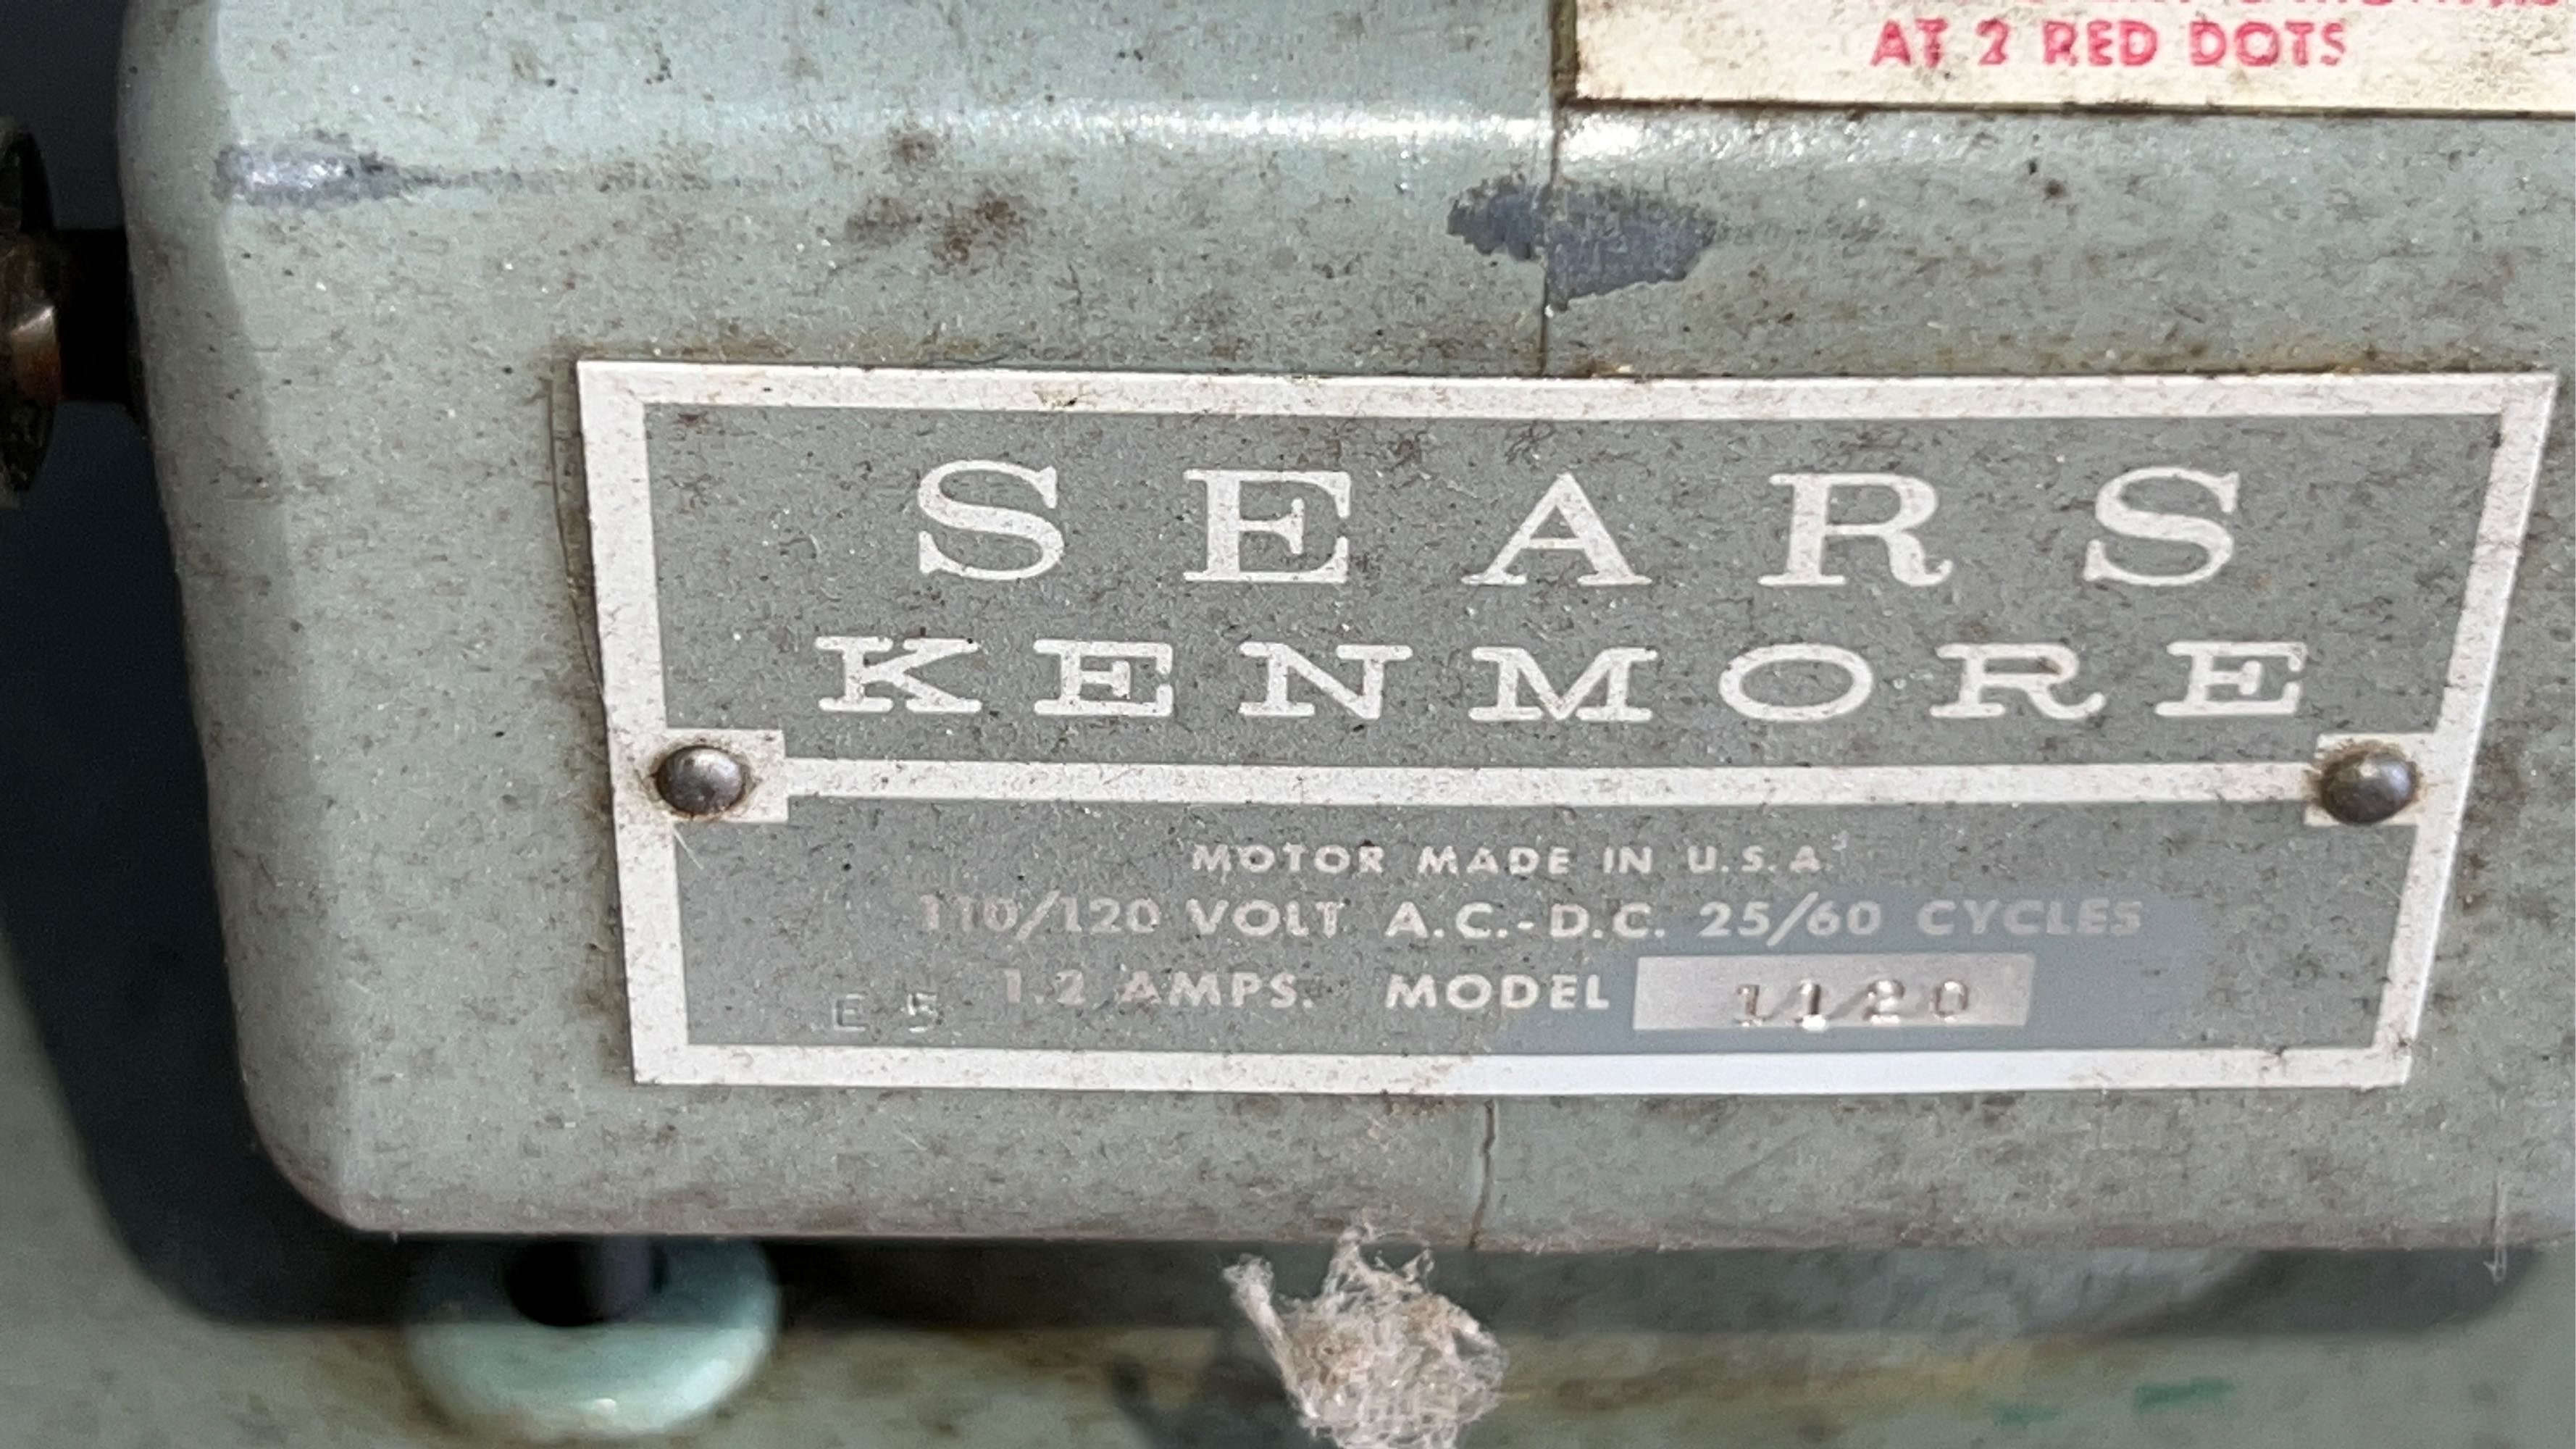 AT 2 RED DOTS
SEARS
KENMORE
MOTOR MADE IN U.S.A.
110/120 VOLT A.C.-D.C. 25/60 CYCLES
E 5 1.2 AMPS. MODEL 1120